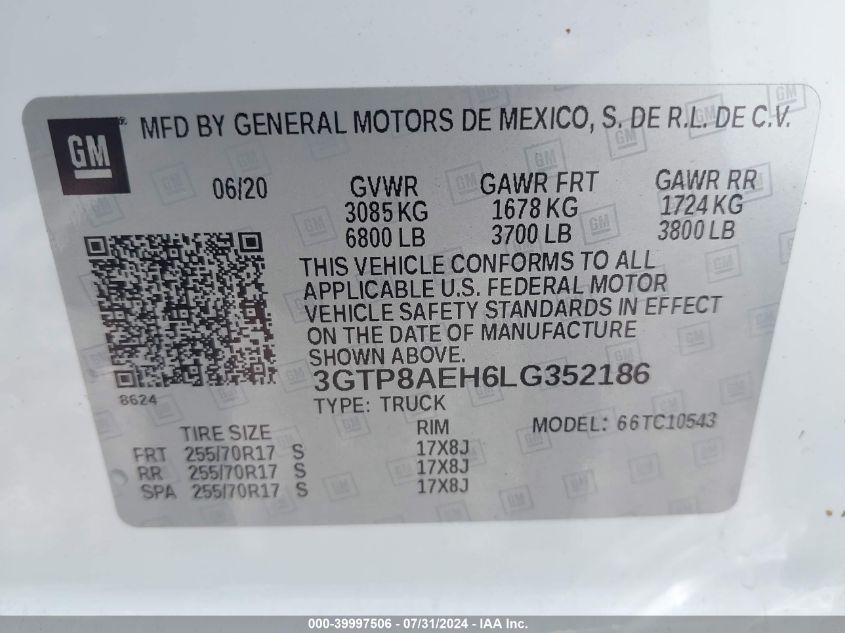 GM ®
MFD BY GENERAL MOTORS DE MEXICO, S. DE R.L. DE C.V.
06/20 GVWR GAWR FRT GAWR RR
3085 KG 1678 KG 1724 KG
6800 LB 3700 LB 3800 LB
THIS VEHICLE CONFORMS TO ALL
APPLICABLE U.S. FEDERAL MOTOR
VEHICLE SAFETY STANDARDS IN EFFECT
ON THE DATE OF MANUFACTURE
SHOWN ABOVE.
3GTP8AEH6LG352186
8624
TYPE: TRUCK
TIRE SIZE RIM MODEL: 66TC10543
FRT 255/70R17 S 17X8J
RR 255/70R17 S 17X8J
SPA 255/70R17 S 17X8J
000-39997506 - 07/31/2024 - IAA Inc.